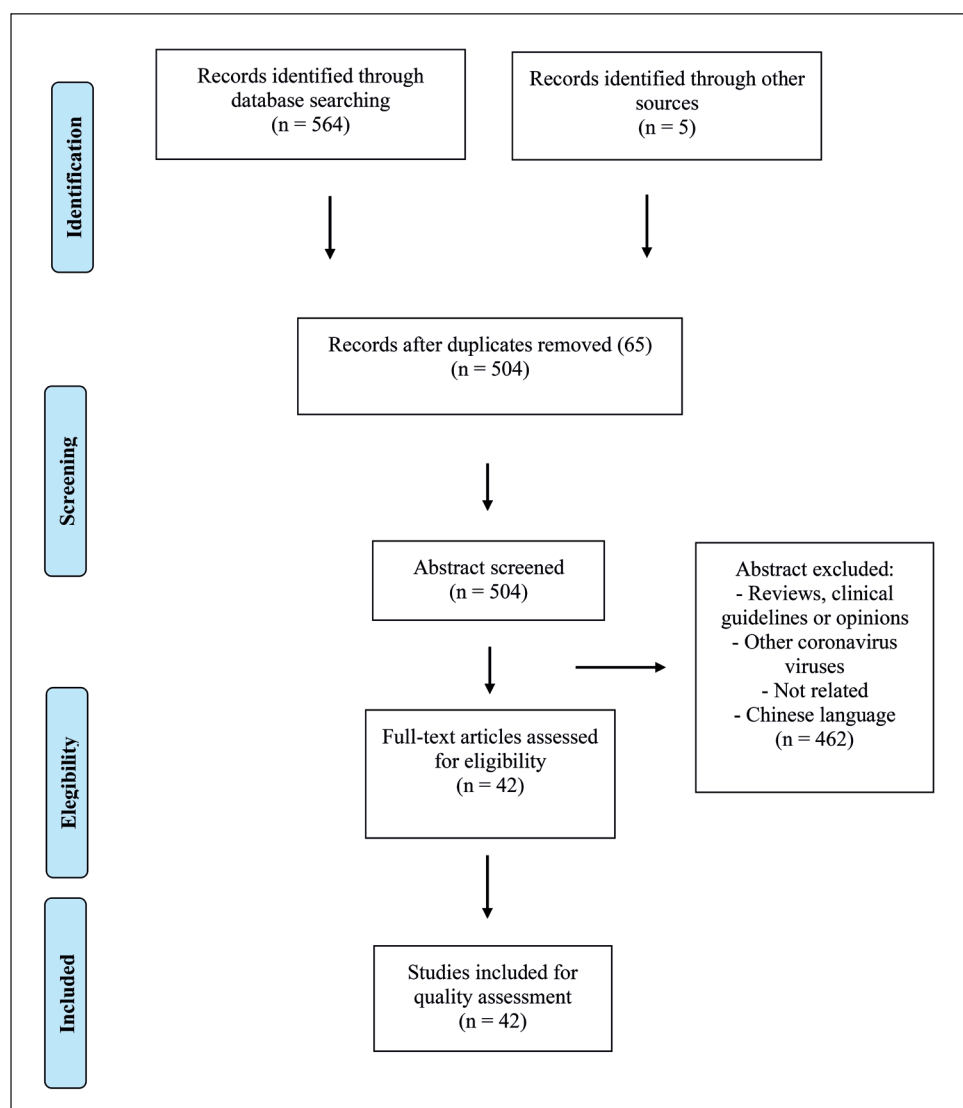 Identification
Records identified through
database searching
(n = 564)
Records identified through other
sources
(n = 5)
Records after duplicates removed (65)
(n = 504)
Screening
Abstract screened
(n = 504)
Abstract excluded:
- Reviews, clinical
guidelines or opinions
- Other coronavirus
viruses
- Not related
- Chinese language
(n = 462)
Elegibility
Full-text articles assessed
for eligibility
(n = 42)
Included
Studies included for
quality assessment
(n = 42)